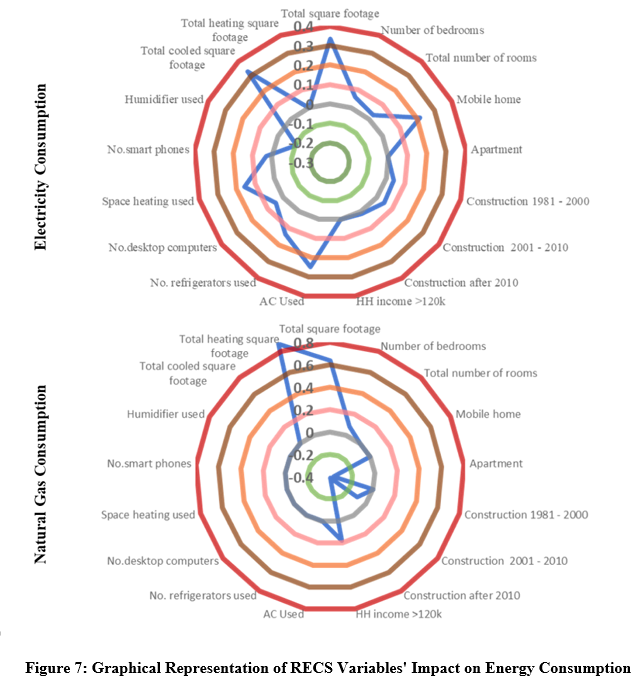 Total square footage
Total heating square
footage
Number of bedrooms
Total cooled square
footage
Total number of rooms
Humidifier used
Mobile home
No.smart phones
Apartment
Space heating used
Construction 1981 - 2000
No.desktop computers
Construction  2001 - 2010
No. refrigerators used
Construction after 2010
AC Used
HH income >120k
0.4
0.3
0.2
0.1
0
-0.1
-0.2
-0.3
Electricity Consumption
Total square footage
Total heating square
footage
Number of bedrooms
Total cooled square
footage
Total number of rooms
Humidifier used
Mobile home
No.smart phones
Apartment
Space heating used
Construction 1981 - 2000
No.desktop computers
Construction  2001 - 2010
No. refrigerators used
Construction after 2010
AC Used
HH income >120k
0.8
0.6
0.4
0.2
0
-0.2
-0.4
Natural Gas Consumption
Figure 7: Graphical Representation of RECS Variables' Impact on Energy Consumption